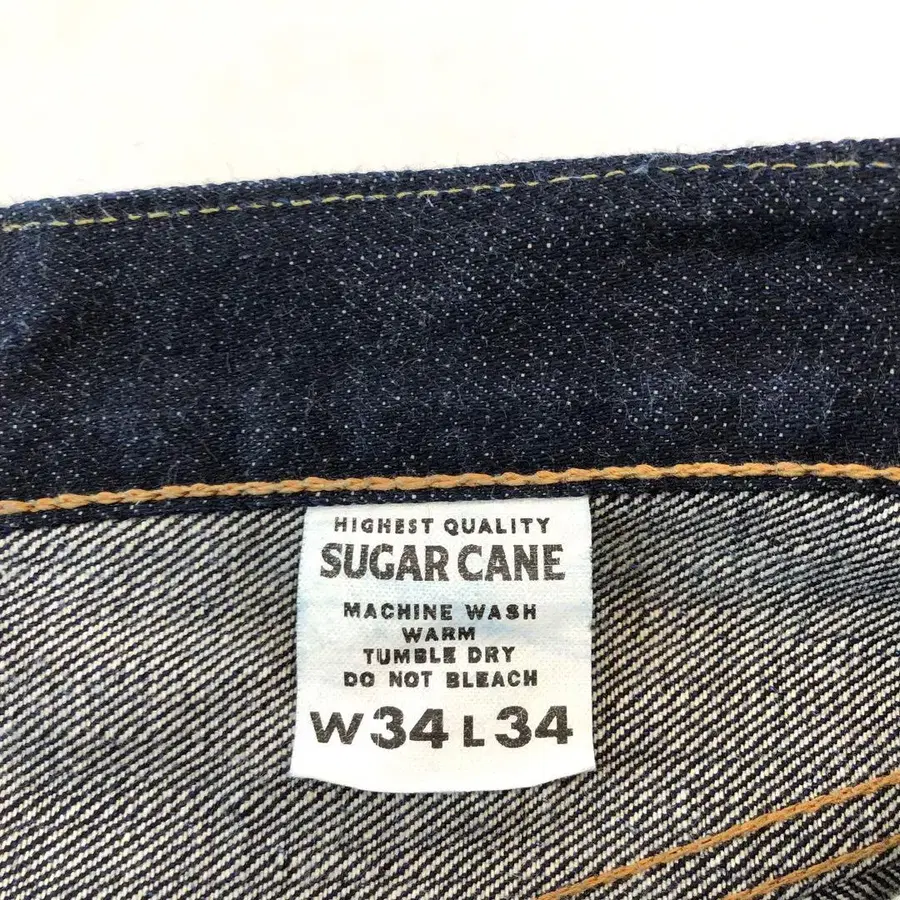 HIGHEST QUALITY
SUGAR CANE
MACHINE WASH
WARM
TUMBLE DRY
DO NOT BLEACH
W34 L34